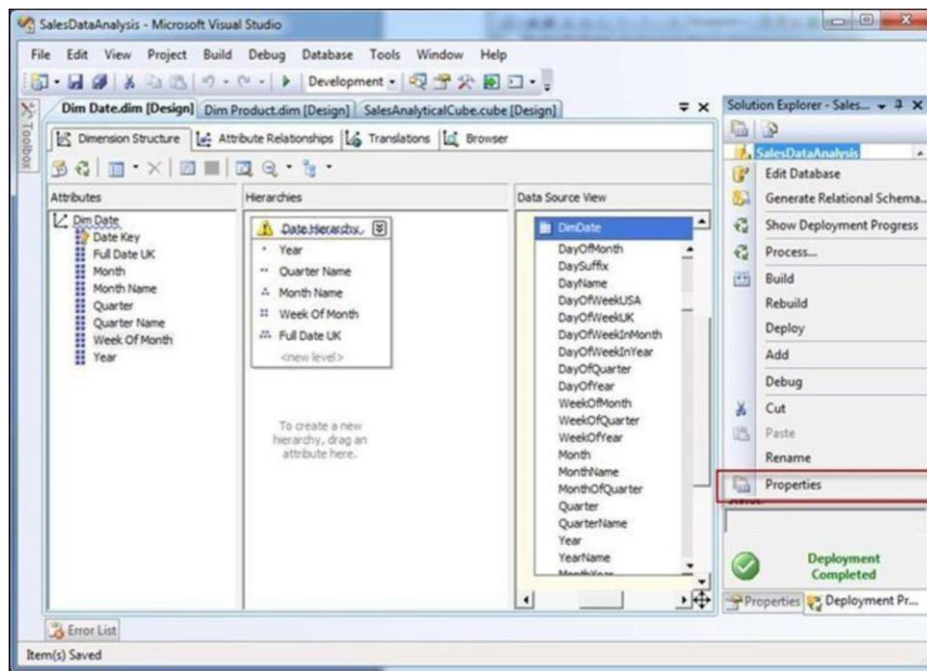 SalesDataAnalysis - Microsoft Visual Studio
File Edit View Project Build Debug Database Tools Window Help
Development
Dim Date.dim [Design] Dim Product.dim [Design] SalesAnalyticalCube.cube [Design]
Toolbox
Dimension Structure Attribute Relationships Translations Browser
Attributes
Dim Date
Date Key
Full Date UK
Month
Month Name
Quarter
Quarter Name
Week Of Month
Year
Hierarchies
Date Hierarchy
Year
Quarter Name
Month Name
Week Of Month
Full Date UK
<new level>
To create a new
hierarchy, drag an
attribute here.
Data Source View
DimDate
DayOfMonth
DaySuffix
DayName
DayOfWeekUSA
DayOfWeekUK
DayOfWeekInMonth
DayOfWeekInYear
DayOfQuarter
DayOfYear
WeekOfMonth
WeekOfQuarter
WeekOfYear
Month
MonthName
MonthOfQuarter
Quarter
QuarterName
Year
YearName
MonthYear
Solution Explorer - Sales...
SalesDataAnalysis
Edit Database
Generate Relational Schema...
Show Deployment Progress
Process...
Build
Rebuild
Deploy
Add
Debug
Cut
Paste
Rename
Properties
Status:
Deployment
Completed
Properties Deployment Pr...
Error List
Item(s) Saved